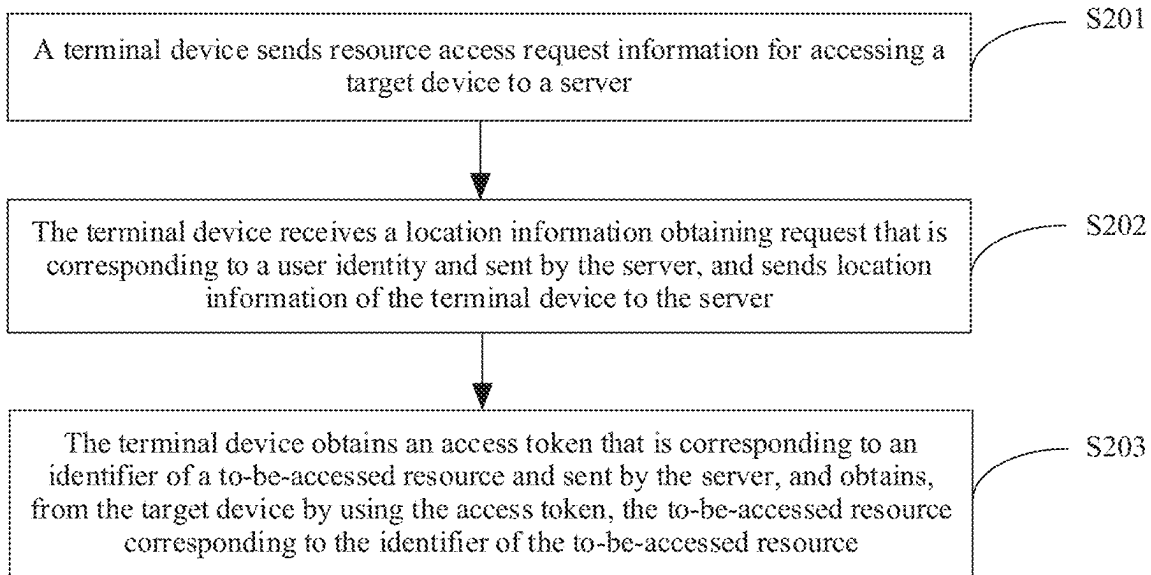 S201
A terminal device sends resource access request information for accessing a
target device to a server
S202
The terminal device receives a location information obtaining request that is
corresponding to a user identity and sent by the server, and sends location
information of the terminal device to the server
S203
The terminal device obtains an access token that is corresponding to an
identifier of a to-be-accessed resource and sent by the server, and obtains,
from the target device by using the access token, the to-be-accessed resource
corresponding to the identifier of the to-be-accessed resource